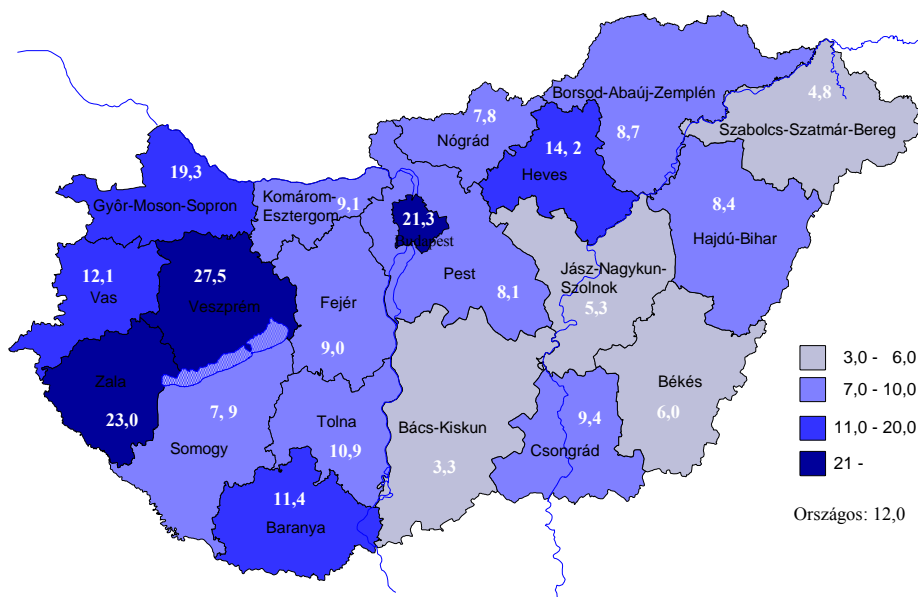 Borsod-Abaúj-Zemplén
4,8
7,8
Szabolcs-Szatmár-Bereg
Nógrád
8,7
14, 2
Heves
19,3
Komárom-
9,1
Esztergom
Győr-Moson-Sopron
8,4
Hajdú-Bihar
21,3
Budapest
12,1
27,5
Vas
Veszprém
Fejér
Pest
8,1
Jász-Nagykun-
Szolnok
5,3
9,0
Zala
23,0
7, 9
Somogy
Tolna
10,9
Bács-Kiskun
3,3
9,4
Csongrád
Békés
6,0
11,4
Baranya
3,0 - 6,0
7,0 - 10,0
11,0 - 20,0
21 -
Országos: 12,0